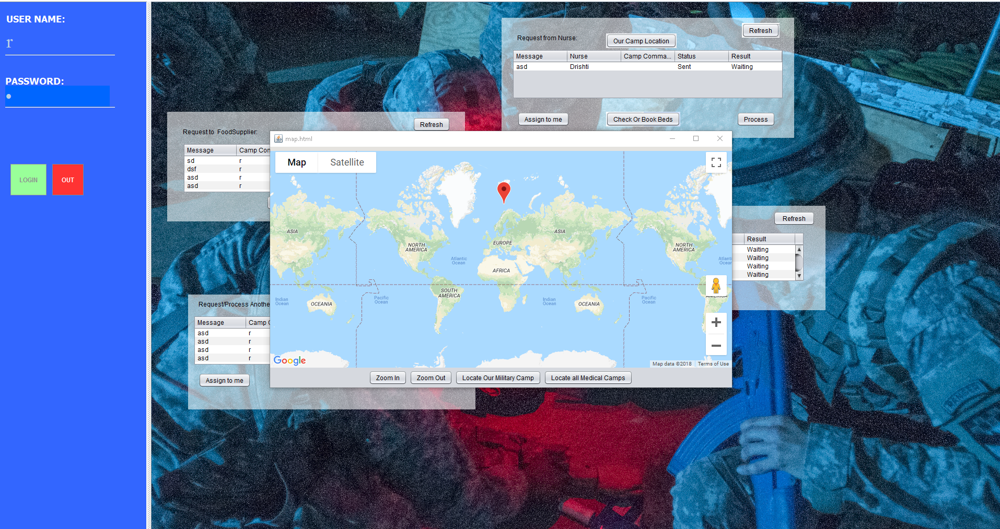 USER NAME:
r
PASSWORD:
LOGIN
OUT
Refresh
Request from Nurse:
Our Camp Location
Message Nurse Camp Comma... Status Result
asd Drishti Sent Waiting
Assign to me
Check Or Book Beds
Process
Refresh
Request to FoodSupplier:
Message Camp Con
sd r
dsf r
asd r
asd r
map.html
Map
Satellite
ASIA
NORTH AMERICA
Atlantic Ocean
EUROPE
AFRICA
ASIA
NORTH AMERICA
Atlantic Ocean
SOUTH AMERICA
Indian Ocean
OCEANIA
Pacific Ocean
Indian Ocean
OCEANIA
Pacific Ocean
AMERICA
Google
Map data ©2018
Terms of Use
Zoom In
Zoom Out
Locate Our Military Camp
Locate all Medical Camps
Refresh
Result
Waiting
Waiting
Waiting
Waiting
Request/Process Anothe
Message Camp C
asd r
asd r
asd r
asd r
Assign to me